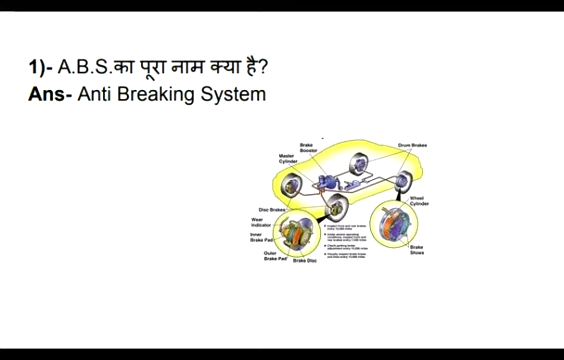 1)- A.B.S.का पूरा नाम क्या है?
Ans- Anti Breaking System
Brake
Booster
Drum Brakes
Master
Cylinder
Wheel
Cylinder
Disc Brakes
Wear
Indicator
Inner
Brake Pad
Outer
Brake Pad
Brake Disc
Brake
Shoes